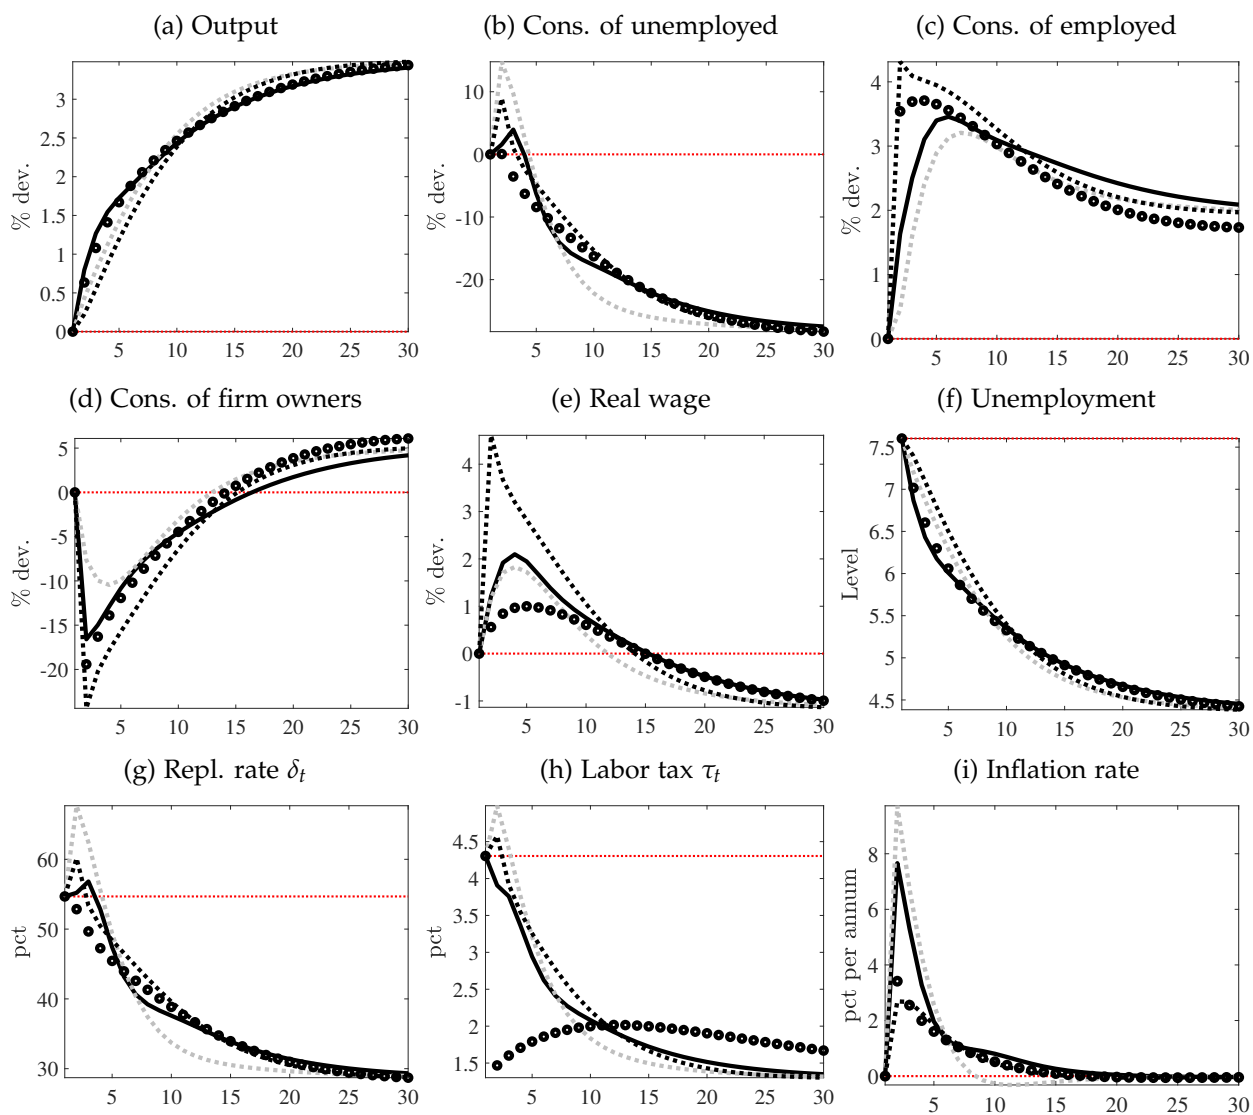 (a) Output
(b) Cons. of unemployed
(c) Cons. of employed
% dev.
3
2.5
2
1.5
1
0.5
0
5 10 15 20 25 30
% dev.
10
0
-10
-20
5 10 15 20 25 30
% dev.
4
3
2
1
0
5 10 15 20 25 30
(d) Cons. of firm owners
(e) Real wage
(f) Unemployment
% dev.
5
0
-5
-10
-15
-20
5 10 15 20 25 30
% dev.
4
3
2
1
0
-1
5 10 15 20 25 30
Level
7.5
7
6.5
6
5.5
5
4.5
5 10 15 20 25 30
(g) Repl. rate δt
(h) Labor tax τt
(i) Inflation rate
pct
60
50
40
30
5 10 15 20 25 30
pct
4.5
4
3.5
3
2.5
2
1.5
5 10 15 20 25 30
pct per annum
8
6
4
2
0
5 10 15 20 25 30